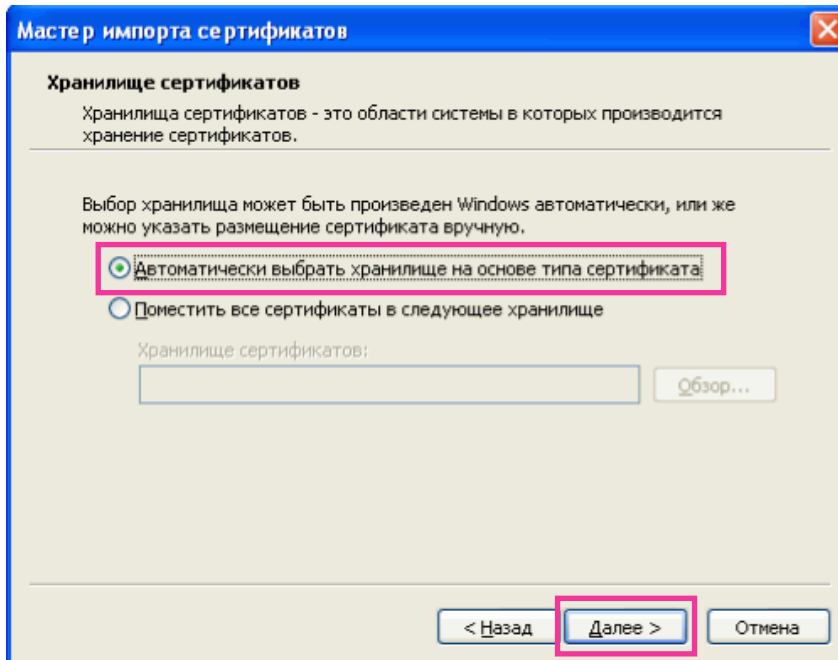 Мастер импорта сертификатов
Хранилище сертификатов
Хранилища сертификатов - это области системы в которых производится
хранение сертификатов.
Выбор хранилища может быть произведен Windows автоматически, или же
можно указать размещение сертификата вручную.
Автоматически выбрать хранилище на основе типа сертификата
Поместить все сертификаты в следующее хранилище
Хранилище сертификатов:
Обзор...
< Назад
Далее >
Отмена